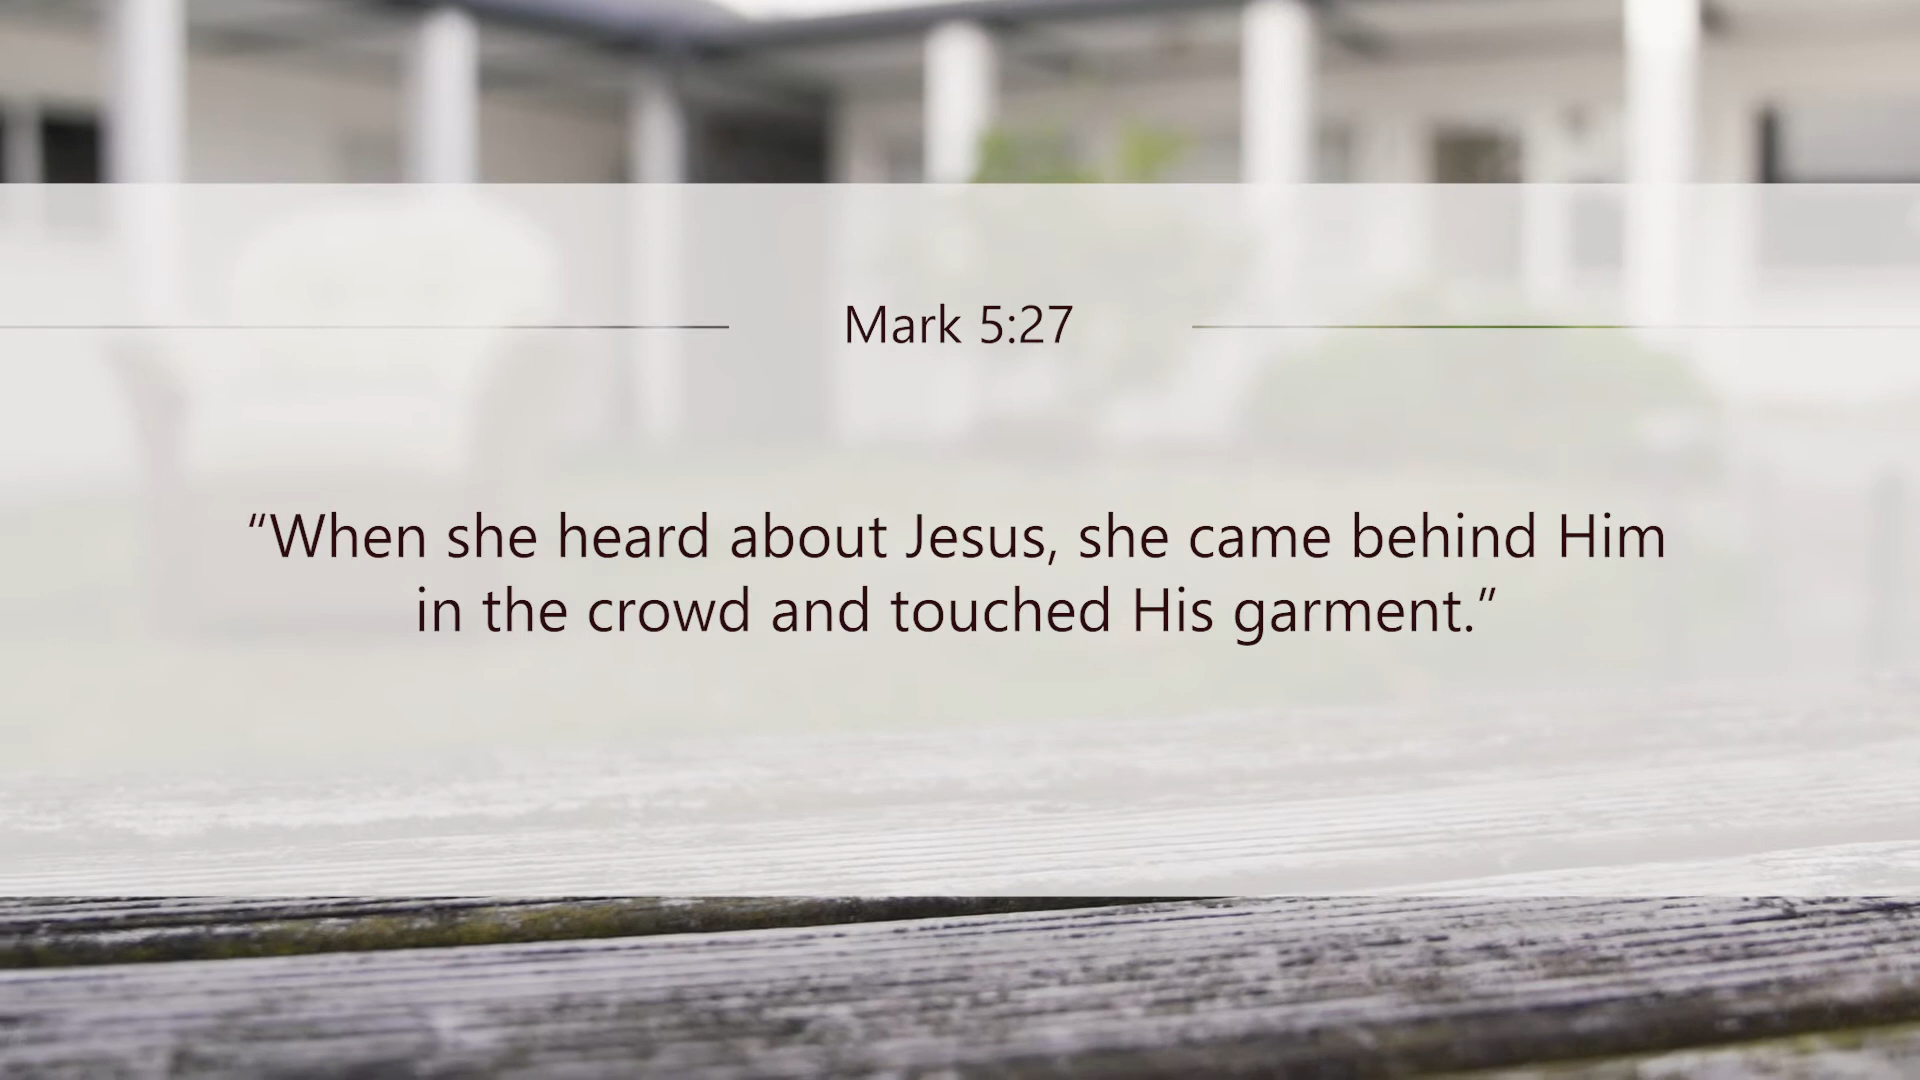 Mark 5:27
“When she heard about Jesus, she came behind Him
in the crowd and touched His garment.”